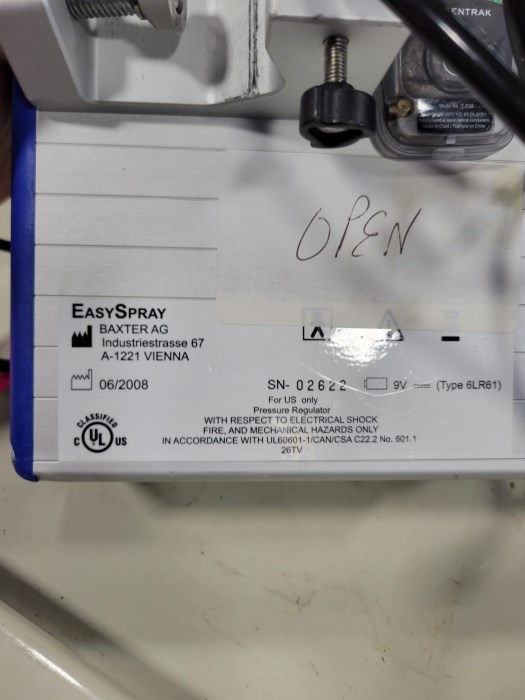 ENTRAK
OPEN
EASYSPRAY
BAXTER AG
Industriestrasse 67
A-1221 VIENNA
06/2008
SN- 02622 9V (Type 6LR61)
For US only
Pressure Regulator
WITH RESPECT TO ELECTRICAL SHOCK
FIRE, AND MECHANICAL HAZARDS ONLY
IN ACCORDANCE WITH UL60601-1/CAN/CSA C22.2 No. 601.1
26TV
CLASSIFIED
C UL US